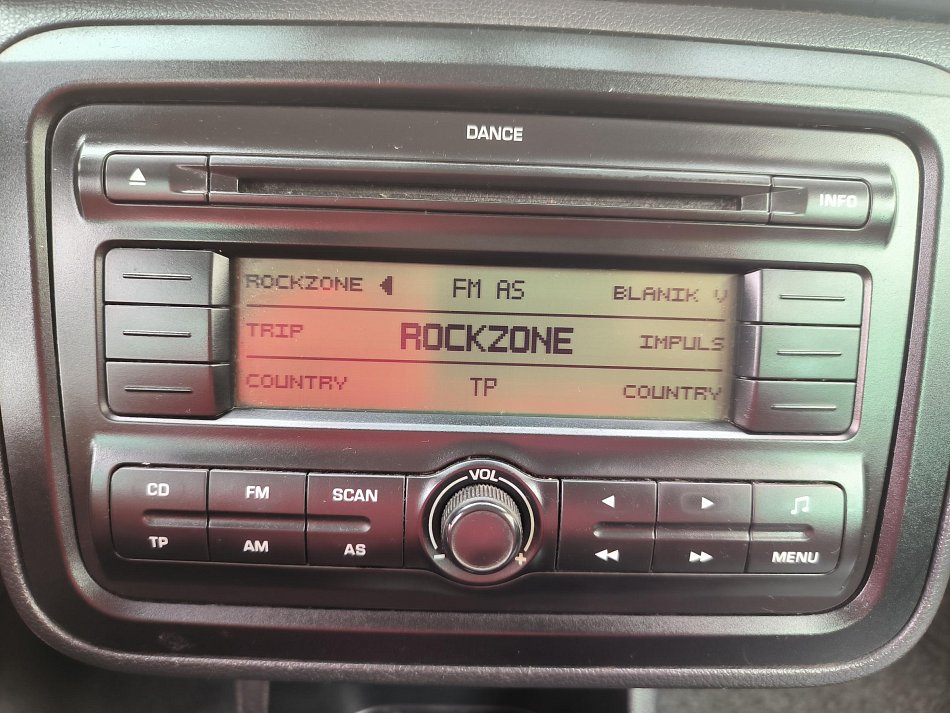 DANCE
INFO
ROCKZONE FM AS BLANIK V
TRIP ROCKZONE IMPULS
COUNTRY TP COUNTRY
CD FM SCAN VOL
TP AM AS - + MENU